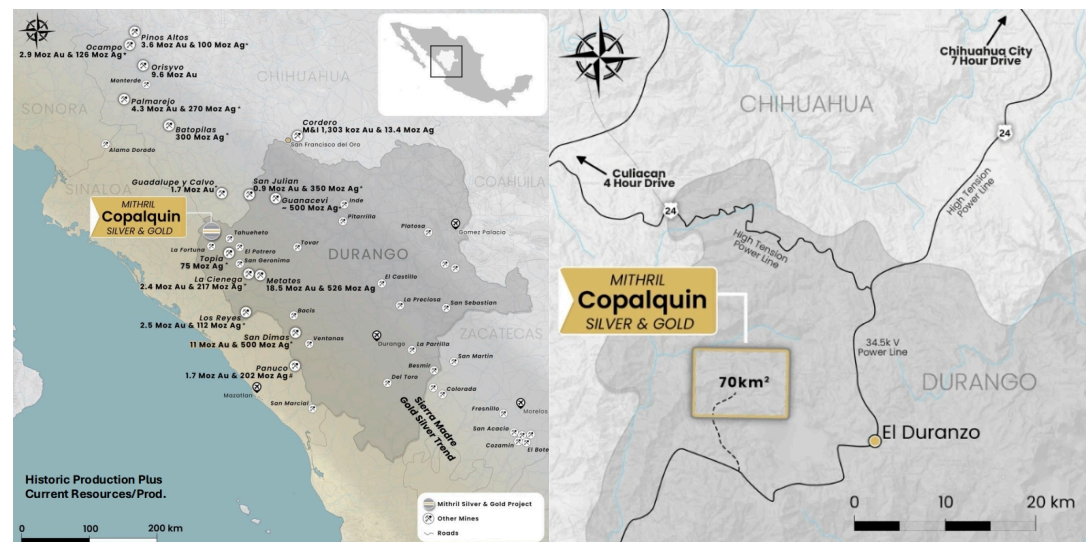 Pinos Altos
3.6 Moz Au & 100 Moz Ag*
Ocampo
2.9 Moz Au & 126 Moz Ag*
Orisyvo
9.6 Moz Au
Monterde
CHIHUAHUA
SONORA
Palmarejo
4.3 Moz Au & 270 Moz Ag*
Batopilas
300 Moz Ag*
Cordero
M&I 1,303 koz Au & 13.4 Moz Ag
San Francisco del Oro
Alamo Dorado
SINALOA
COAHUILA
Guadalupe y Calvo
1.7 Moz Au*
San Julian
0.9 Moz Au & 350 Moz Ag*
Guanacevi
~ 500 Moz Ag*
Inde
Pitarrilla
MITHRIL
Copalquin
SILVER & GOLD
Platosa
Gomez Palacio
Tahueheto
La Fortuna
El Potrero
Tovar
San Geronimo
DURANGO
Topia
75 Moz Ag*
La Cienega
2.4 Moz Au & 217 Moz Ag*
Metates
18.5 Moz Au & 526 Moz Ag
El Castillo
La Preciosa
San Sebastian
Los Reyes
2.5 Moz Au & 112 Moz Ag*
Bacis
ZACATECAS
San Dimas
11 Moz Au & 500 Moz Ag*
Ventanas
Durango
La Parrilla
San Martin
Besmir
Panuco
1.7 Moz Au & 202 Moz Ag#
Del Toro
Colorada
Mazatlan
San Marcial
Sierra Madre
Gold Silver Trend
Fresnillo
Morelos
San Acacio
Cozamin
El Bote
Historic Production Plus
Current Resources/Prod.
Mithril Silver & Gold Project
Other Mines
Roads
0 100 200 km
Chihuahua City
7 Hour Drive
CHIHUAHUA
24
Culiacan
4 Hour Drive
24
High Tension
Power Line
High Tension
Power Line
MITHRIL
Copalquin
SILVER & GOLD
34.5k V
Power Line
70km²
DURANGO
El Duranzo
0 10 20 km